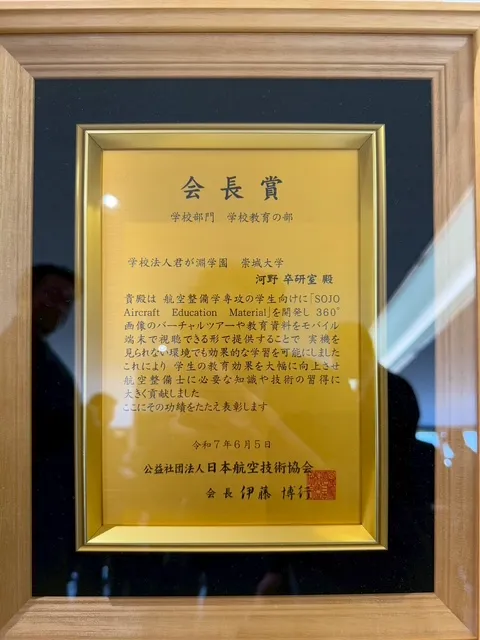 会長賞
学校部門　学校教育の部
学校法人君が淵学園　崇城大学
河野 卒研室 殿
貴殿は 航空整備学専攻の学生向けに「SOJO
Aircraft Education Material」を開発し 360°
画像のバーチャルツアーや教育資料をモバイル
端末で視聴できる形で提供することで 実機を
見られない環境でも効果的な学習を可能にしました
これにより 学生の教育効果を大幅に向上させ
航空整備士に必要な知識や技術の習得に
大きく貢献しました
ここにその功績をたたえ表彰します
令和7年6月5日
公益社団法人日本航空技術協会
会長 伊藤 博行